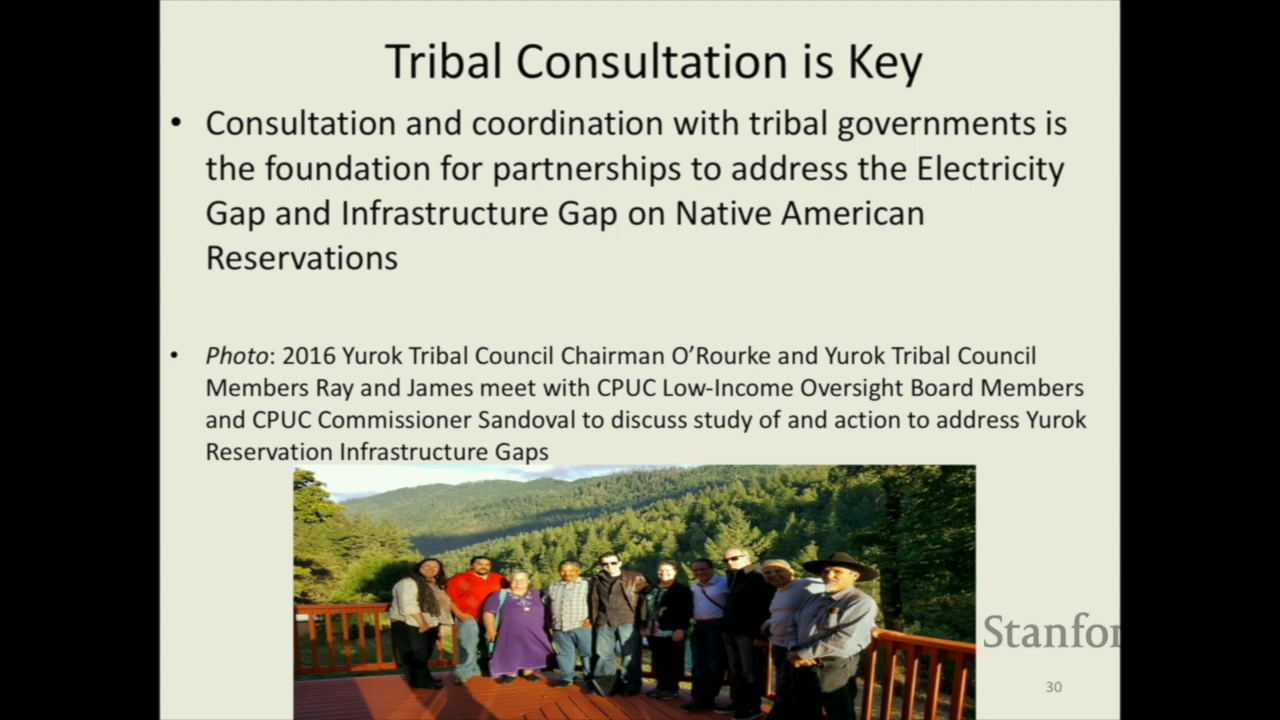 Tribal Consultation is Key
• Consultation and coordination with tribal governments is
the foundation for partnerships to address the Electricity
Gap and Infrastructure Gap on Native American
Reservations
• Photo: 2016 Yurok Tribal Council Chairman O’Rourke and Yurok Tribal Council
Members Ray and James meet with CPUC Low-Income Oversight Board Members
and CPUC Commissioner Sandoval to discuss study of and action to address Yurok
Reservation Infrastructure Gaps
Stanfor
30